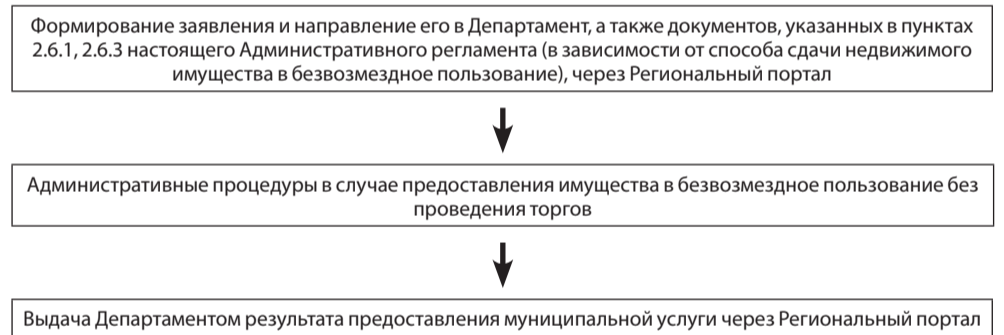 Формирование заявления и направление его в Департамент, а также документов, указанных в пунктах
2.6.1, 2.6.3 настоящего Административного регламента (в зависимости от способа сдачи недвижимого
имущества в безвозмездное пользование), через Региональный портал
Административные процедуры в случае предоставления имущества в безвозмездное пользование без
проведения торгов
Выдача Департаментом результата предоставления муниципальной услуги через Региональный портал